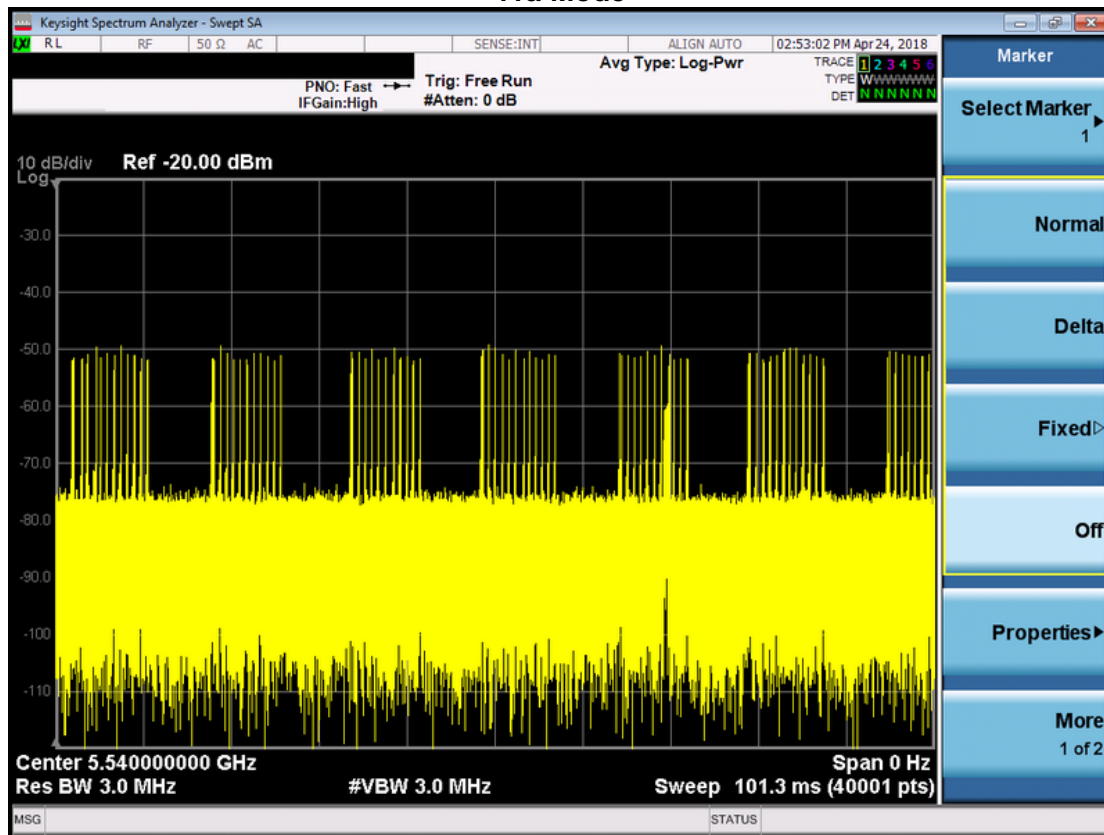 Keysight Spectrum Analyzer - Swept SA
LXI RL RF 50 Ω AC SENSE:INT ALIGN AUTO 02:53:02 PM Apr 24, 2018
PNO: Fast
IFGain:High
Trig: Free Run
#Atten: 0 dB
Avg Type: Log-Pwr
TRACE 1 2 3 4 5 6
TYPE WWWWWW
DET N N N N N N
10 dB/div Ref -20.00 dBm
Log
-30.0
-40.0
-50.0
-60.0
-70.0
-80.0
-90.0
-100
-110
Center 5.540000000 GHz Span 0 Hz
Res BW 3.0 MHz #VBW 3.0 MHz Sweep 101.3 ms (40001 pts)
MSG STATUS
Marker
Select Marker
1
Normal
Delta
Fixed
Off
Properties
More
1 of 2